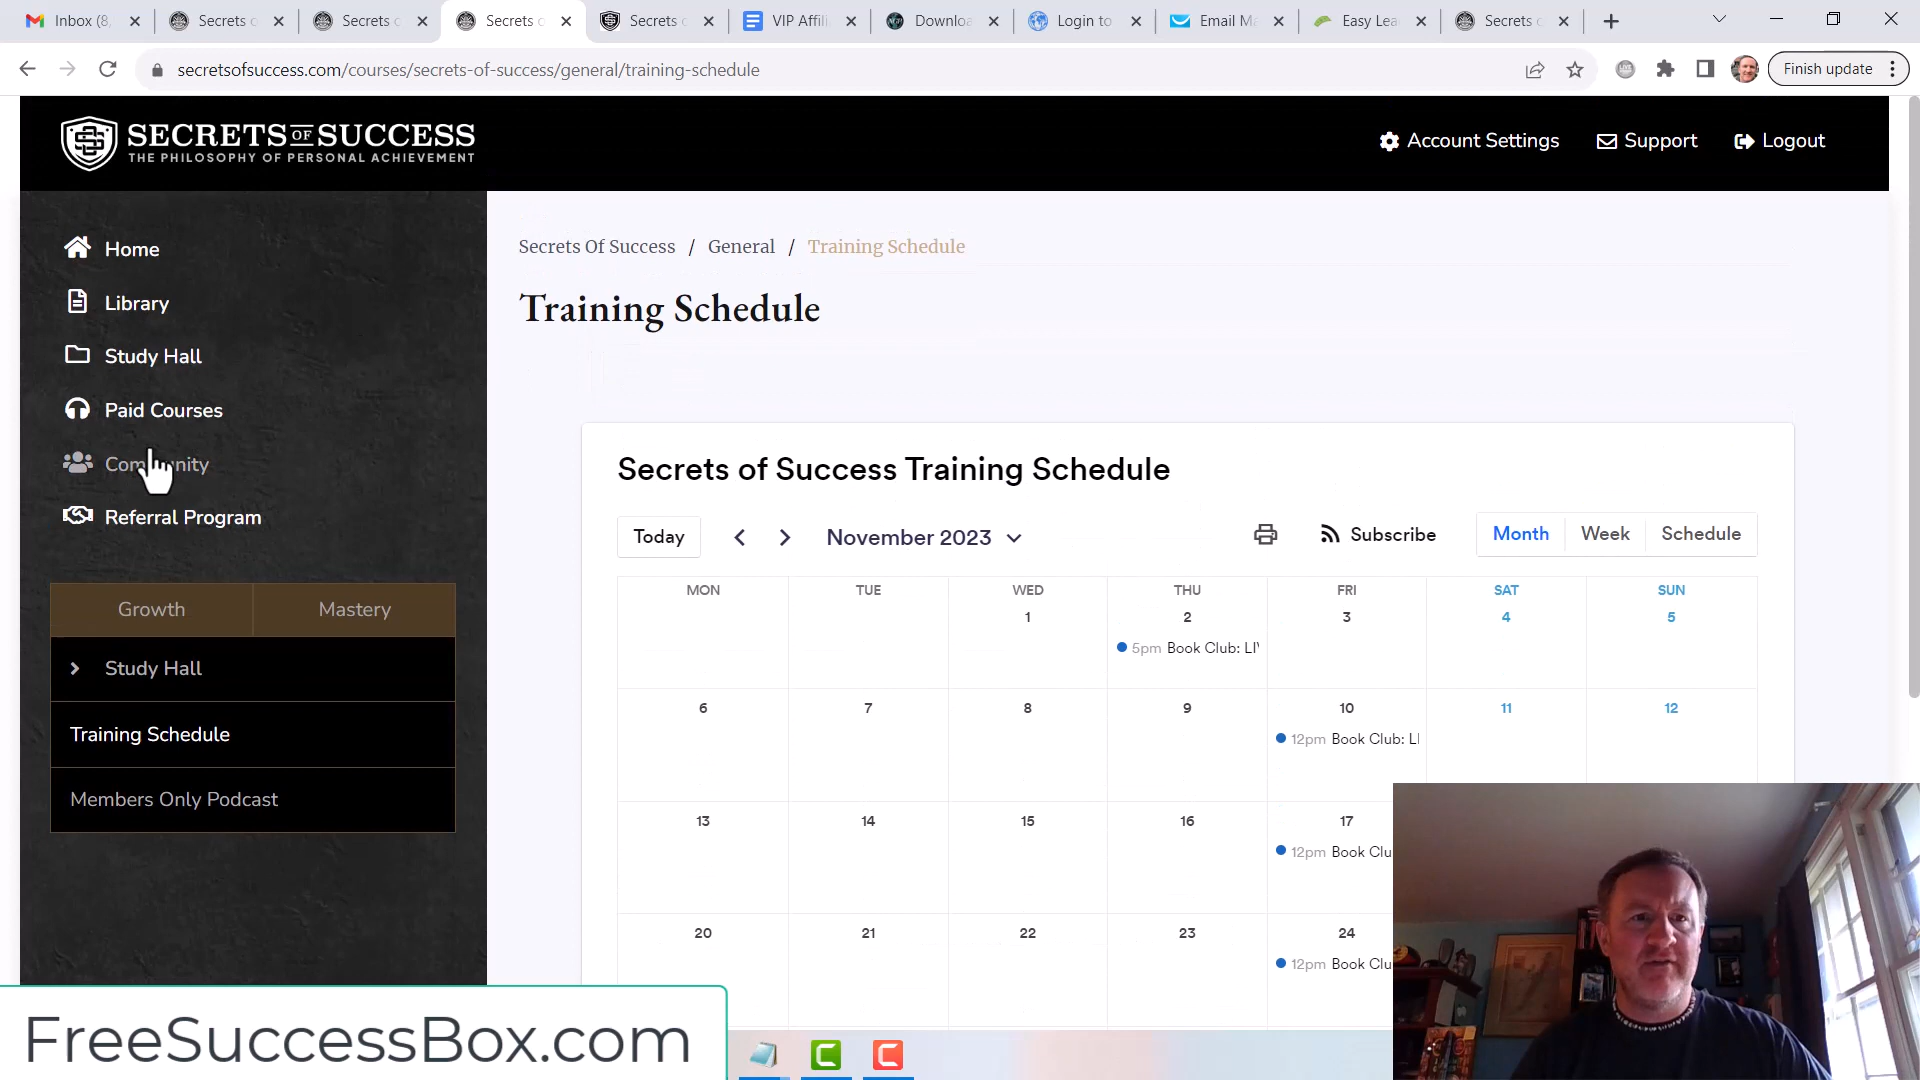 Inbox (8,
Secrets o
Secrets o
Secrets o
Secrets o
VIP Affili
Downloa
Login to
Email Ma
Easy Lea
Secrets o
secretsofsuccess.com/courses/secrets-of-success/general/training-schedule
Finish update
SECRETS OF SUCCESS
THE PHILOSOPHY OF PERSONAL ACHIEVEMENT
Account Settings
Support
Logout
Home
Library
Study Hall
Paid Courses
Community
Referral Program
Growth
Mastery
Study Hall
Training Schedule
Members Only Podcast
Secrets Of Success / General / Training Schedule
Training Schedule
Secrets of Success Training Schedule
Today
November 2023
Subscribe
Month
Week
Schedule
MON TUE WED THU FRI SAT SUN
1 2 3 4 5
5pm Book Club: LI
6 7 8 9 10 11 12
12pm Book Club: LI
13 14 15 16 17
12pm Book Clu
20 21 22 23 24
12pm Book Clu
FreeSuccessBox.com